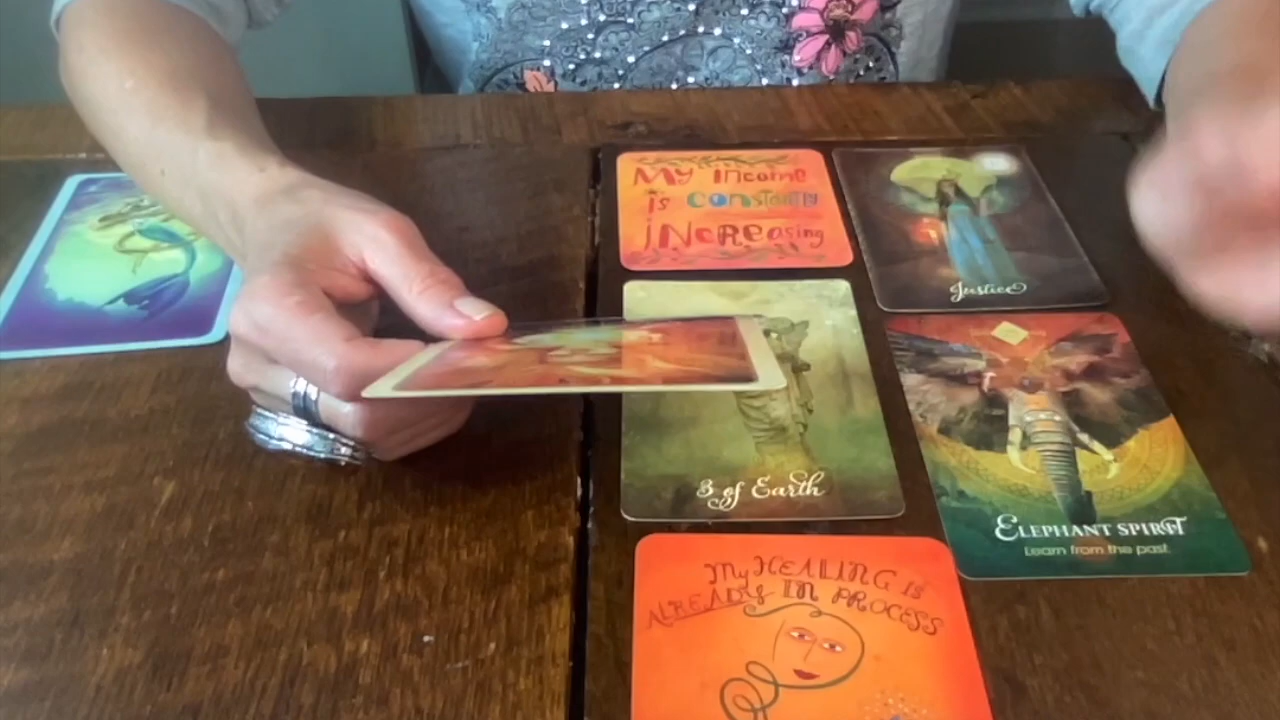 My income
is constantly
increasing
Justice
3 of Earth
Elephant Spirit
Learn from the past.
My HEALING is
ALREADY IN PROCESS